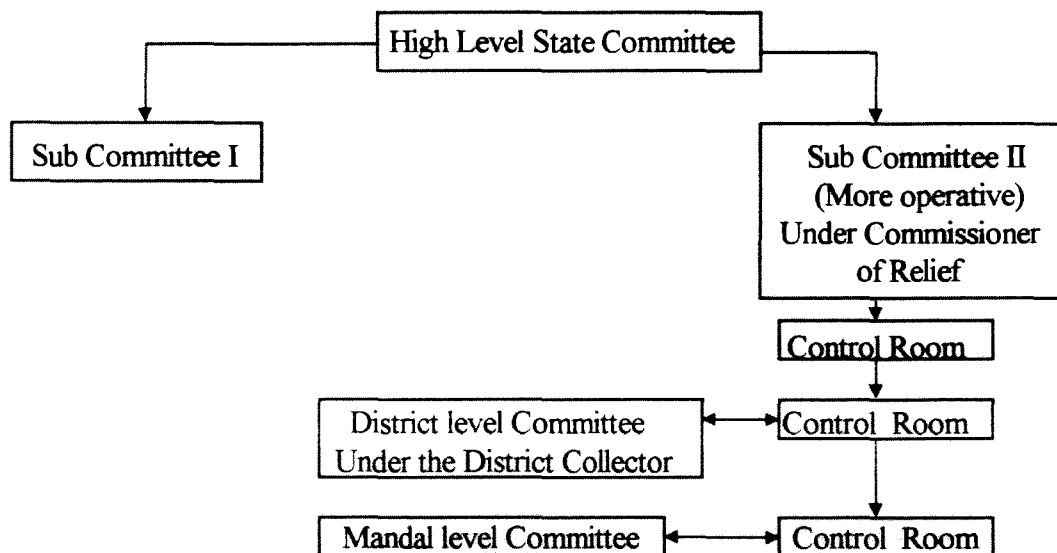 High Level State Committee
Sub Committee I
Sub Committee II
(More operative)
Under Commissioner
of Relief
Control Room
District level Committee
Under the District Collector
Control Room
Mandal level Committee
Control Room